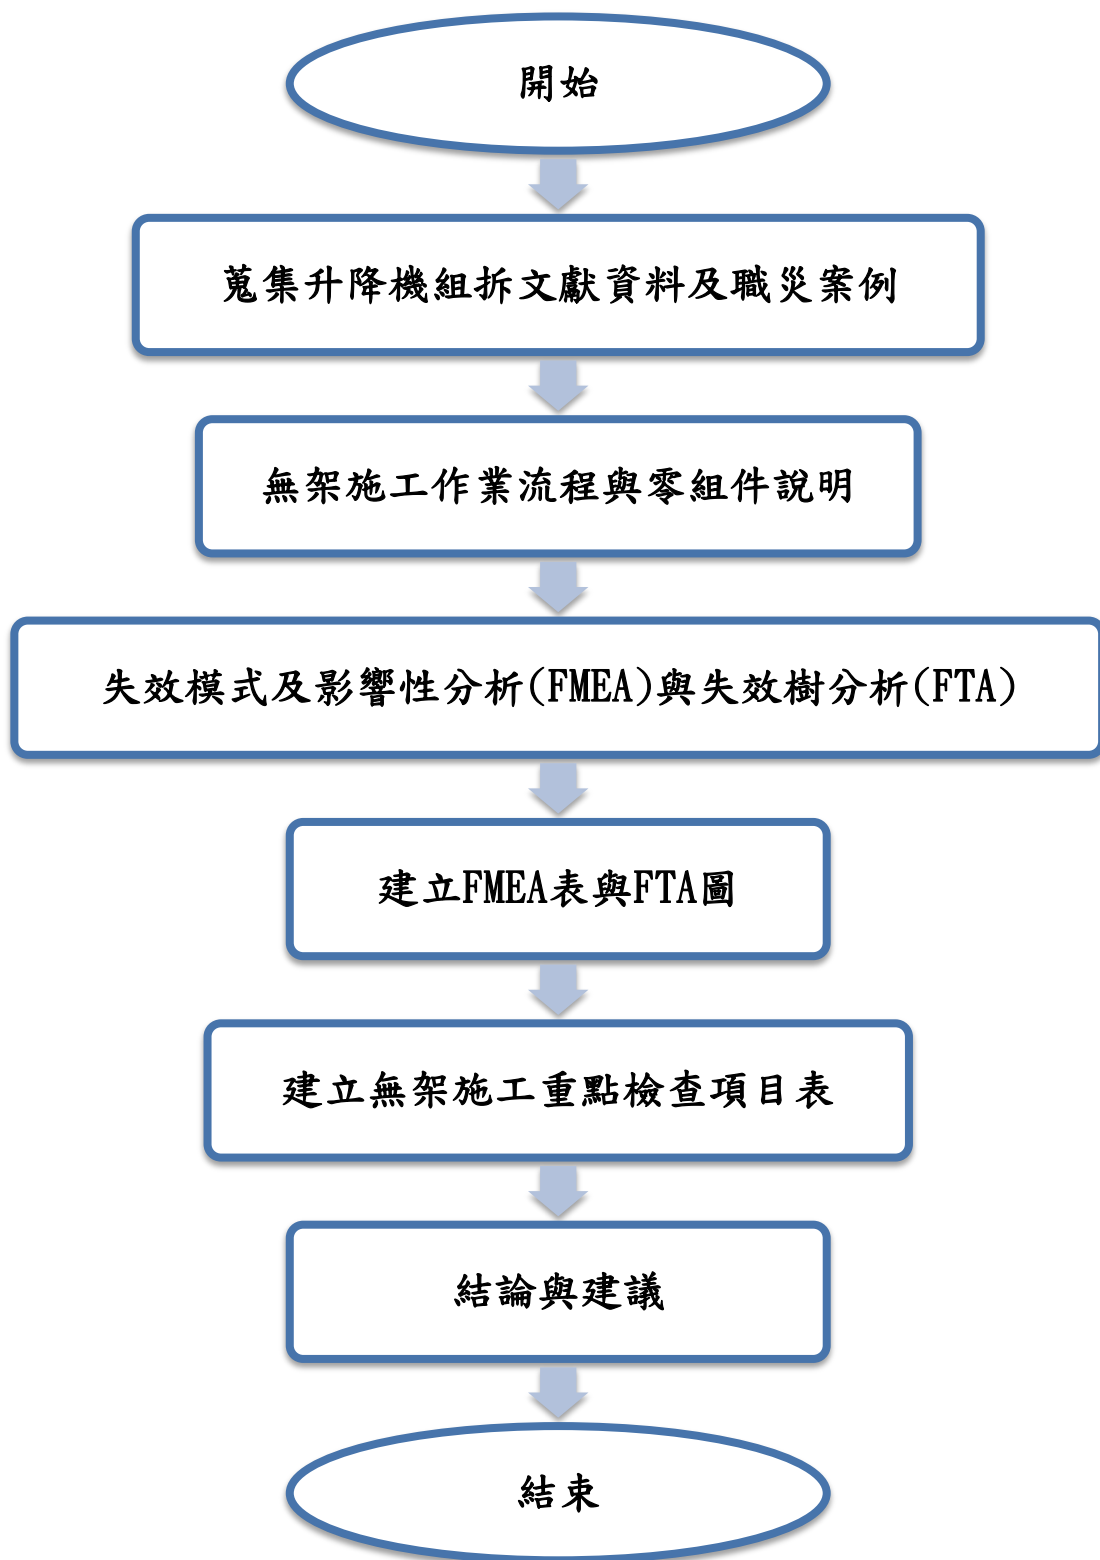 開始
蒐集升降機組拆文獻資料及職災案例
無架施工作業流程與零組件說明
失效模式及影響性分析(FMEA)與失效樹分析(FTA)
建立FMEA表與FTA圖
建立無架施工重點檢查項目表
結論與建議
結束